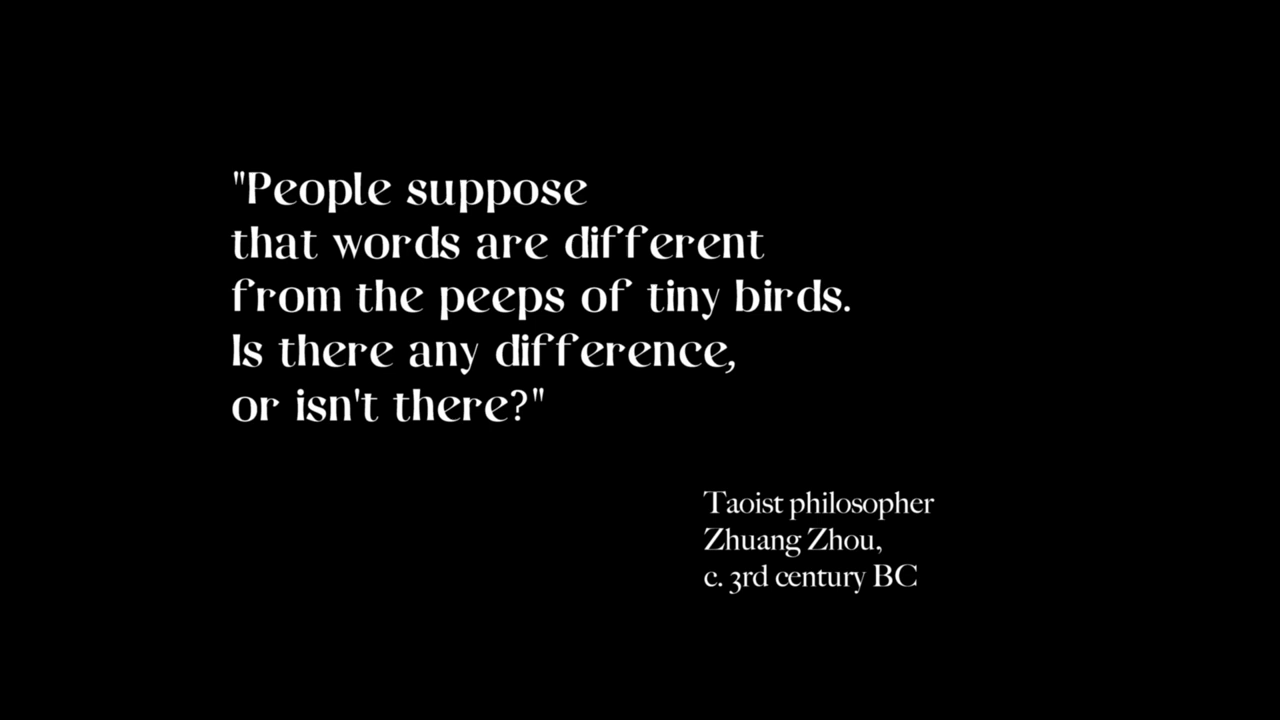 "People suppose
that words are different
from the peeps of tiny birds.
Is there any difference,
or isn't there?"
Taoist philosopher
Zhuang Zhou,
c. 3rd century BC